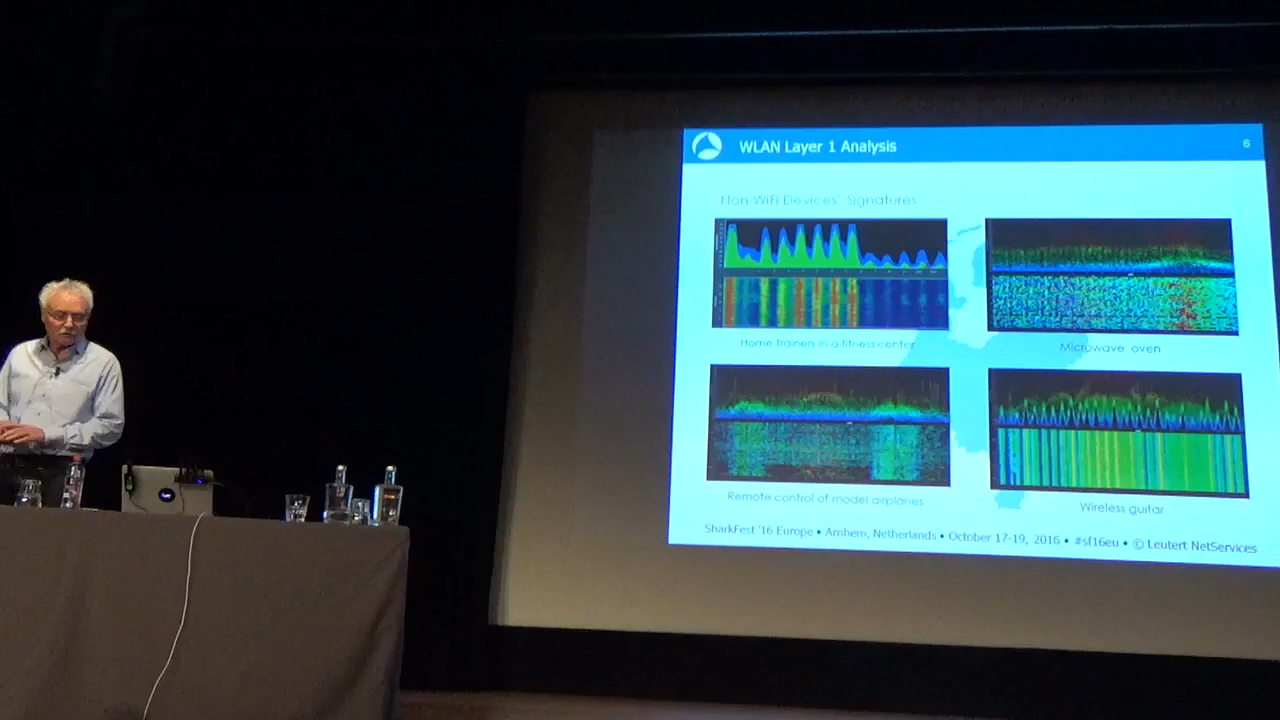 WLAN Layer 1 Analysis
6
Non-WiFi Devices' Signatures
Home trainers in a fitness center
Microwave oven
Remote control of model airplanes
Wireless guitar
SharkFest '16 Europe • Arnhem, Netherlands • October 17-19, 2016 • #sf16eu • © Leutert NetServices